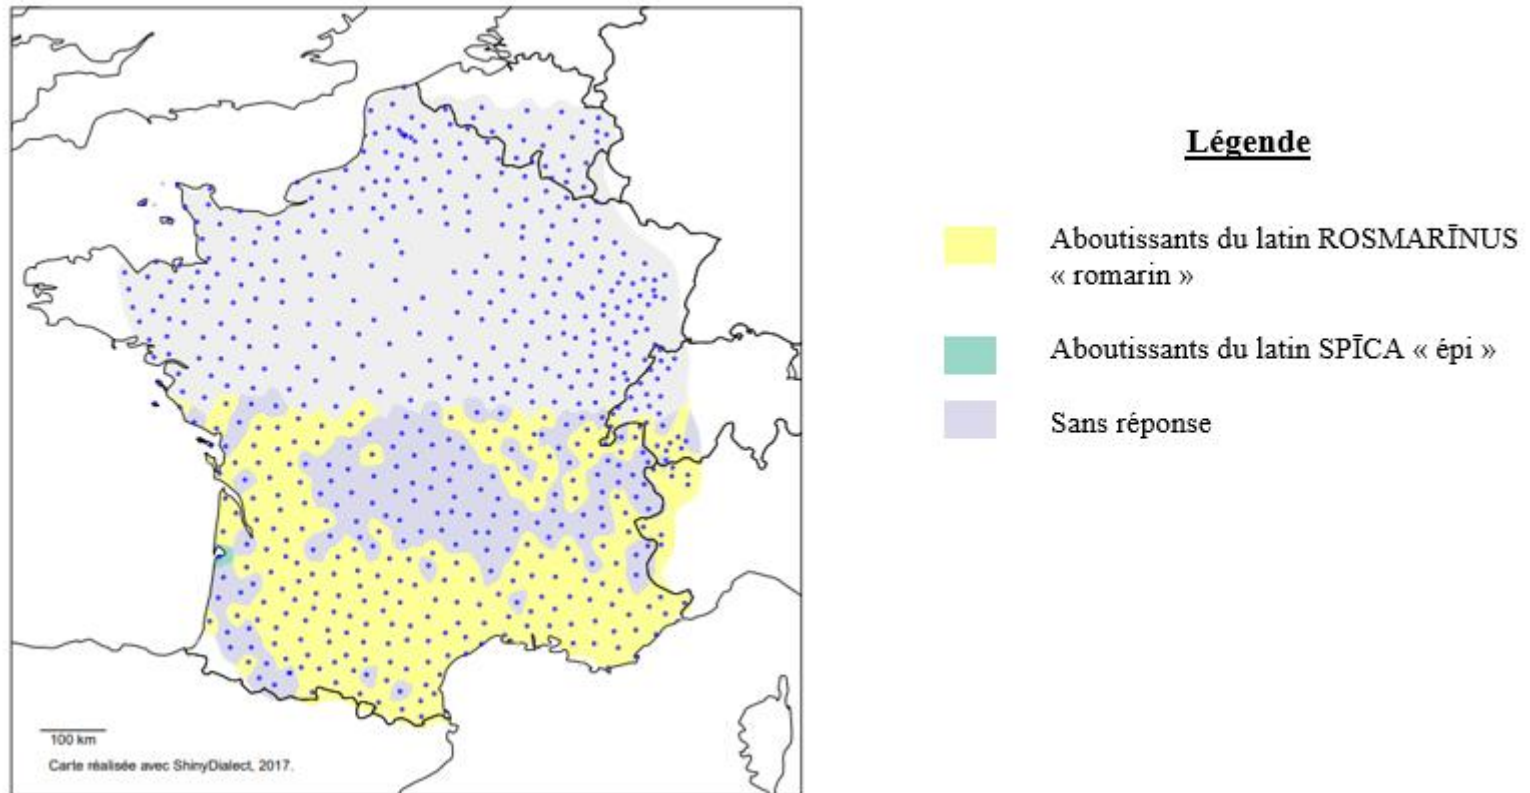 Légende
Aboutissants du latin ROSMARĪNUS
« romarin »
Aboutissants du latin SPĪCA « épi »
Sans réponse
100 km
Carte réalisée avec ShinyDialect, 2017.